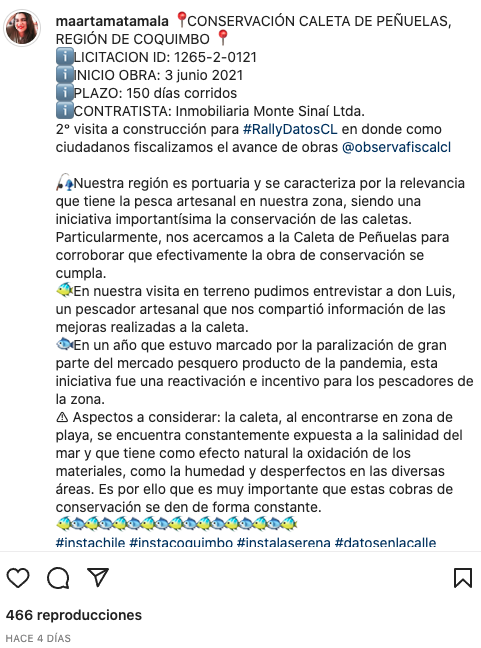 maartamatamala 📍CONSERVACIÓN CALETA DE PEÑUELAS,
REGIÓN DE COQUIMBO 📍
ℹ️LICITACION ID: 1265-2-0121
ℹ️INICIO OBRA: 3 junio 2021
ℹ️PLAZO: 150 días corridos
ℹ️CONTRATISTA: Inmobiliaria Monte Sinaí Ltda.
2° visita a construcción para #RallyDatosCL en donde como
ciudadanos fiscalizamos el avance de obras @observafiscalcl
🎣Nuestra región es portuaria y se caracteriza por la relevancia
que tiene la pesca artesanal en nuestra zona, siendo una
iniciativa importantísima la conservación de las caletas.
Particularmente, nos acercamos a la Caleta de Peñuelas para
corroborar que efectivamente la obra de conservación se
cumpla.
🐠En nuestra visita en terreno pudimos entrevistar a don Luis,
un pescador artesanal que nos compartió información de las
mejoras realizadas a la caleta.
🐟En un año que estuvo marcado por la paralización de gran
parte del mercado pesquero producto de la pandemia, esta
iniciativa fue una reactivación e incentivo para los pescadores de
la zona.
⚠ Aspectos a considerar: la caleta, al encontrarse en zona de
playa, se encuentra constantemente expuesta a la salinidad del
mar y que tiene como efecto natural la oxidación de los
materiales, como la humedad y desperfectos en las diversas
áreas. Es por ello que es muy importante que estas cobras de
conservación se den de forma constante.
🐠🐟🐠🐟🐠🐟🐠🐟🐠🐟🐠🐟🐠🐟🐠🐟🐠
#instachile #instacoquimbo #instalaserena #datosenlacalle
466 reproducciones
HACE 4 DÍAS